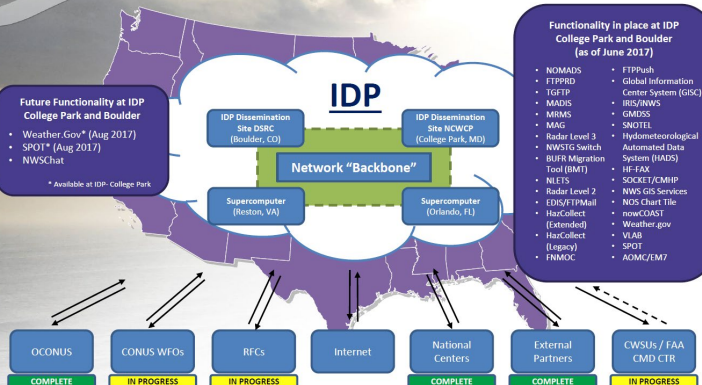 Functionality in place at IDP
College Park and Boulder
(as of June 2017)
• NOMADS
• FTPPRD
• TGFTP
• MADIS
• MRMS
• MAG
• Radar Level 3
• NWSTG Switch
• BUFR Migration
Tool (BMT)
• NLETS
• Radar Level 2
• EDIS/FTPMail
• HazCollect
(Extended)
• HazCollect
(Legacy)
• FNMOC
• FTPPush
• Global Information
Center System (GISC)
• IRIS/iNWS
• GMDSS
• SNOTEL
• Hydrometeorological
Automated Data
System (HADS)
• HF-FAX
• SOCKET/CMHP
• NWS GIS Services
• NOS Chart Tile
• nowCOAST
• Weather.gov
• VLAB
• SPOT
• AOMC/EM7
Future Functionality at IDP
College Park and Boulder
• Weather.Gov* (Aug 2017)
• SPOT* (Aug 2017)
• NWSChat
* Available at IDP- College Park
IDP
IDP Dissemination
Site DSRC
(Boulder, CO)
IDP Dissemination
Site NCWCP
(College Park, MD)
Network "Backbone"
Supercomputer
(Reston, VA)
Supercomputer
(Orlando, FL)
OCONUS
CONUS WFOs
RFCs
Internet
National
Centers
External
Partners
CWSUs / FAA
CMD CTR
COMPLETE
IN PROGRESS
IN PROGRESS
COMPLETE
COMPLETE
IN PROGRESS